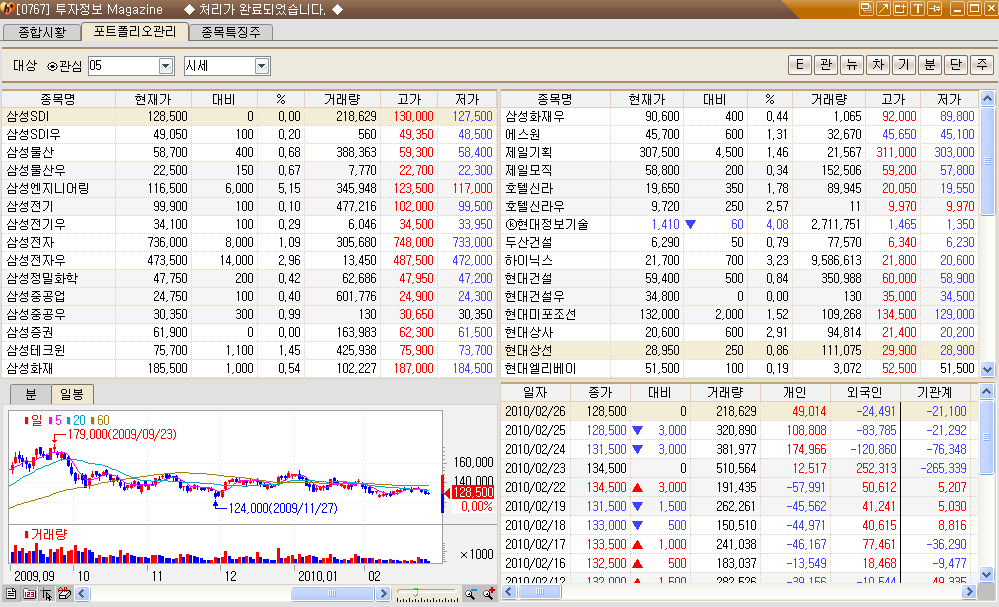 [0767] 투자정보 Magazine ◆ 처리가 완료되었습니다. ◆
종합시황 포트폴리오관리 종목특징주
대상 관심 05 시세 E 관 뉴 차 기 분 단 주
종목명 현재가 대비 % 거래량 고가 저가
삼성SDI 128,500 0 0,00 218,629 130,000 127,500
삼성SDI우 49,050 100 0,20 560 49,350 48,500
삼성물산 58,700 400 0,68 388,363 59,300 58,400
삼성물산우 22,500 150 0,67 7,770 22,700 22,300
삼성엔지니어링 116,500 6,000 5,15 345,948 123,500 117,000
삼성전기 99,900 100 0,10 477,216 102,000 99,500
삼성전기우 34,100 100 0,29 6,046 34,500 33,950
삼성전자 736,000 8,000 1,09 305,680 748,000 733,000
삼성전자우 473,500 14,000 2,96 13,450 487,500 472,000
삼성정밀화학 47,750 200 0,42 62,686 47,950 47,200
삼성중공업 24,750 100 0,40 601,776 24,900 24,300
삼성중공우 30,350 300 0,99 130 30,650 30,350
삼성증권 61,900 0 0,00 163,983 62,300 61,500
삼성테크윈 75,700 1,100 1,45 425,938 75,900 73,700
삼성화재 185,500 1,000 0,54 102,227 187,000 184,500
종목명 현재가 대비 % 거래량 고가 저가
삼성화재우 90,600 400 0,44 1,065 92,000 89,800
에스원 45,700 600 1,31 32,670 45,650 45,100
제일기획 307,500 4,500 1,46 21,567 311,000 303,000
제일모직 58,800 200 0,34 152,506 59,200 57,800
호텔신라 19,650 350 1,78 89,945 20,050 19,550
호텔신라우 9,720 250 2,57 11 9,970 9,970
Ⓚ현대정보기술 1,410 ▼ 60 4,08 2,711,751 1,465 1,350
두산건설 6,290 50 0,79 77,570 6,340 6,230
하이닉스 21,700 700 3,23 9,586,613 21,800 20,600
현대건설 59,400 500 0,84 350,988 60,000 58,900
현대건설우 34,800 0 0,00 130 35,000 34,500
현대미포조선 132,000 2,000 1,52 109,268 134,500 129,000
현대상사 20,600 600 2,91 94,814 21,400 20,200
현대상선 28,950 250 0,86 111,075 29,900 28,900
현대엘리베이 51,500 100 0,19 3,072 52,500 51,500
분 일봉
일 5 20 60
179,000(2009/09/23)
160,000
140,000
128,500
0,00%
124,000(2009/11/27)
거래량
×1000
2009,09 10 11 12 2010,01 02
일자 종가 대비 거래량 개인 외국인 기관계
2010/02/26 128,500 0 218,629 49,014 -24,491 -21,100
2010/02/25 128,500 ▼ 3,000 320,890 108,808 -83,785 -21,292
2010/02/24 131,500 ▼ 3,000 381,977 174,966 -120,860 -76,348
2010/02/23 134,500 0 510,564 12,517 252,313 -265,339
2010/02/22 134,500 ▲ 3,000 191,435 -57,991 50,612 5,207
2010/02/19 131,500 ▼ 1,500 262,261 -45,562 41,241 5,030
2010/02/18 133,000 ▼ 500 150,510 -44,971 40,615 8,816
2010/02/17 133,500 ▲ 1,000 241,038 -46,167 77,461 -36,290
2010/02/16 132,500 ▲ 500 183,037 -13,549 18,468 -9,477
2010/02/12 132,000 ▲ 1,500 282,526 -39,156 -10,544 49,335